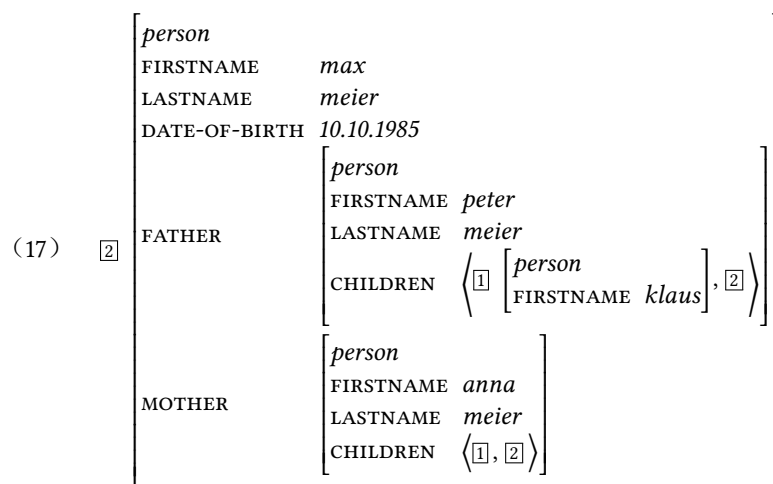 person
FIRSTNAME max
LASTNAME meier
DATE-OF-BIRTH 10.10.1985
person
FIRSTNAME peter
LASTNAME meier
(17) 2 FATHER
CHILDREN ⟨ 1 [person FIRSTNAME klaus], 2 ⟩
person
FIRSTNAME anna
MOTHER
LASTNAME meier
CHILDREN ⟨ 1 , 2 ⟩